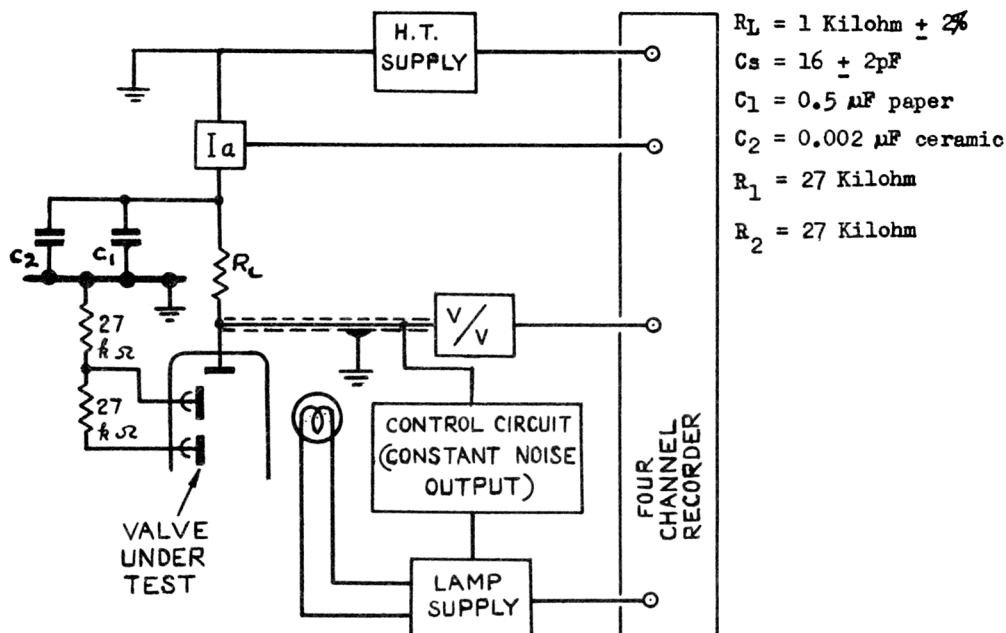 H.T.
SUPPLY
Ia
C2
C1
RL
27
kΩ
27
kΩ
V/V
CONTROL CIRCUIT
(CONSTANT NOISE
OUTPUT)
LAMP
SUPPLY
VALVE
UNDER
TEST
FOUR
CHANNEL
RECORDER
RL = 1 Kilohm ± 2%
Cs = 16 ± 2pF
C1 = 0.5 µF paper
C2 = 0.002 µF ceramic
R1 = 27 Kilohm
R2 = 27 Kilohm